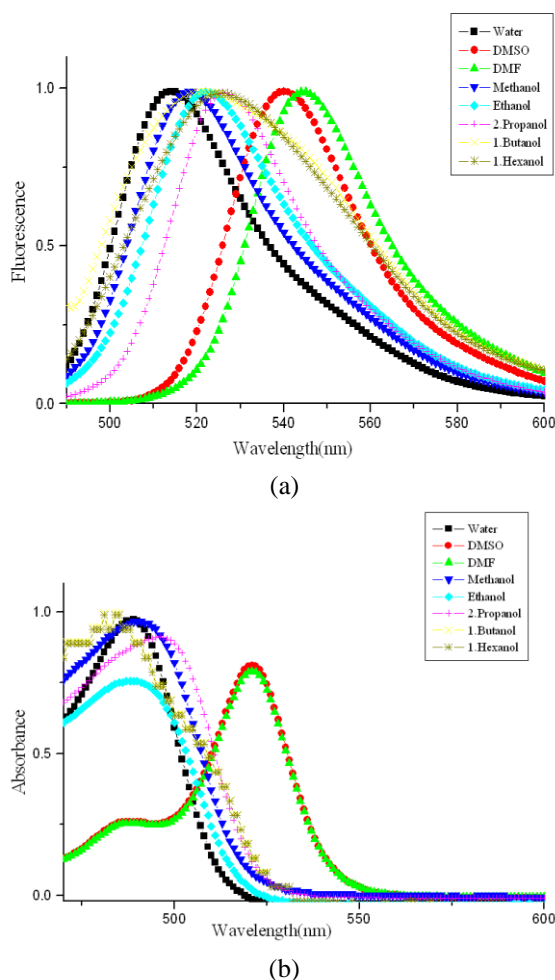 Water
DMSO
DMF
Methanol
Ethanol
2.Propanol
1.Butanol
1.Hexanol
1.0
0.5
0.0
Fluorescence
500 520 540 560 580 600
Wavelength(nm)
(a)
Water
DMSO
DMF
Methanol
Ethanol
2.Propanol
1.Butanol
1.Hexanol
1.0
0.5
0.0
Absorbance
500 550 600
Wavelength(nm)
(b)